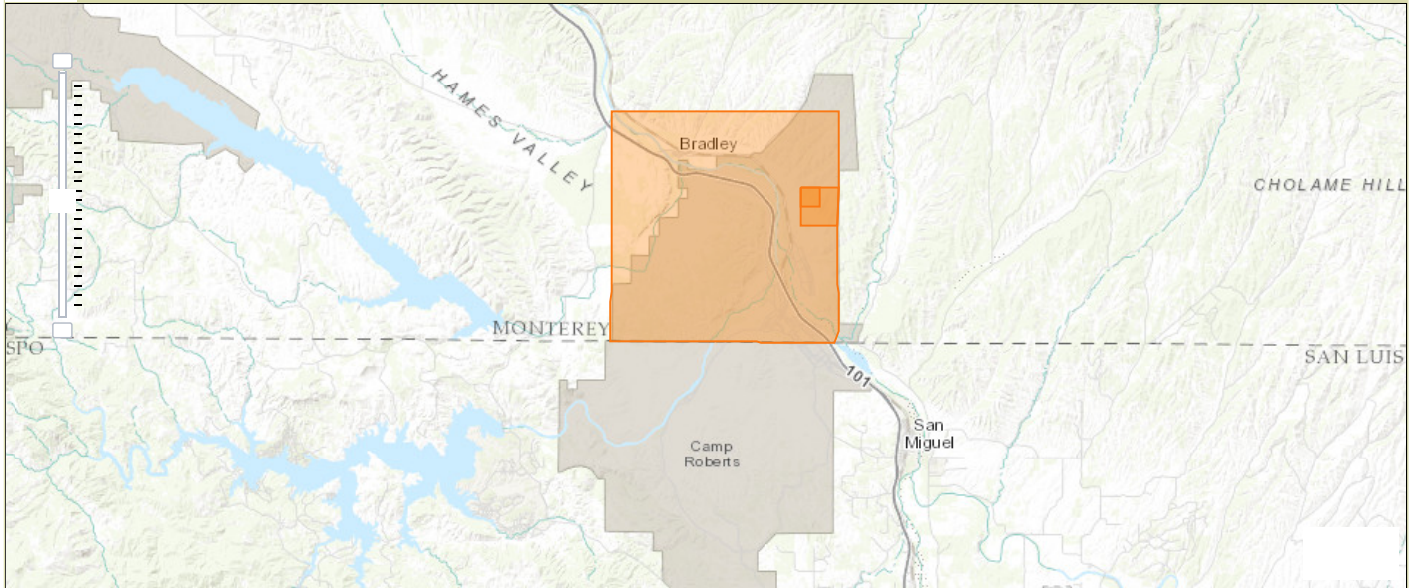 HAMES VALLEY
Bradley
CHOLAME HILL
MONTEREY
SPO
SAN LUIS
101
San
Miguel
Camp
Roberts